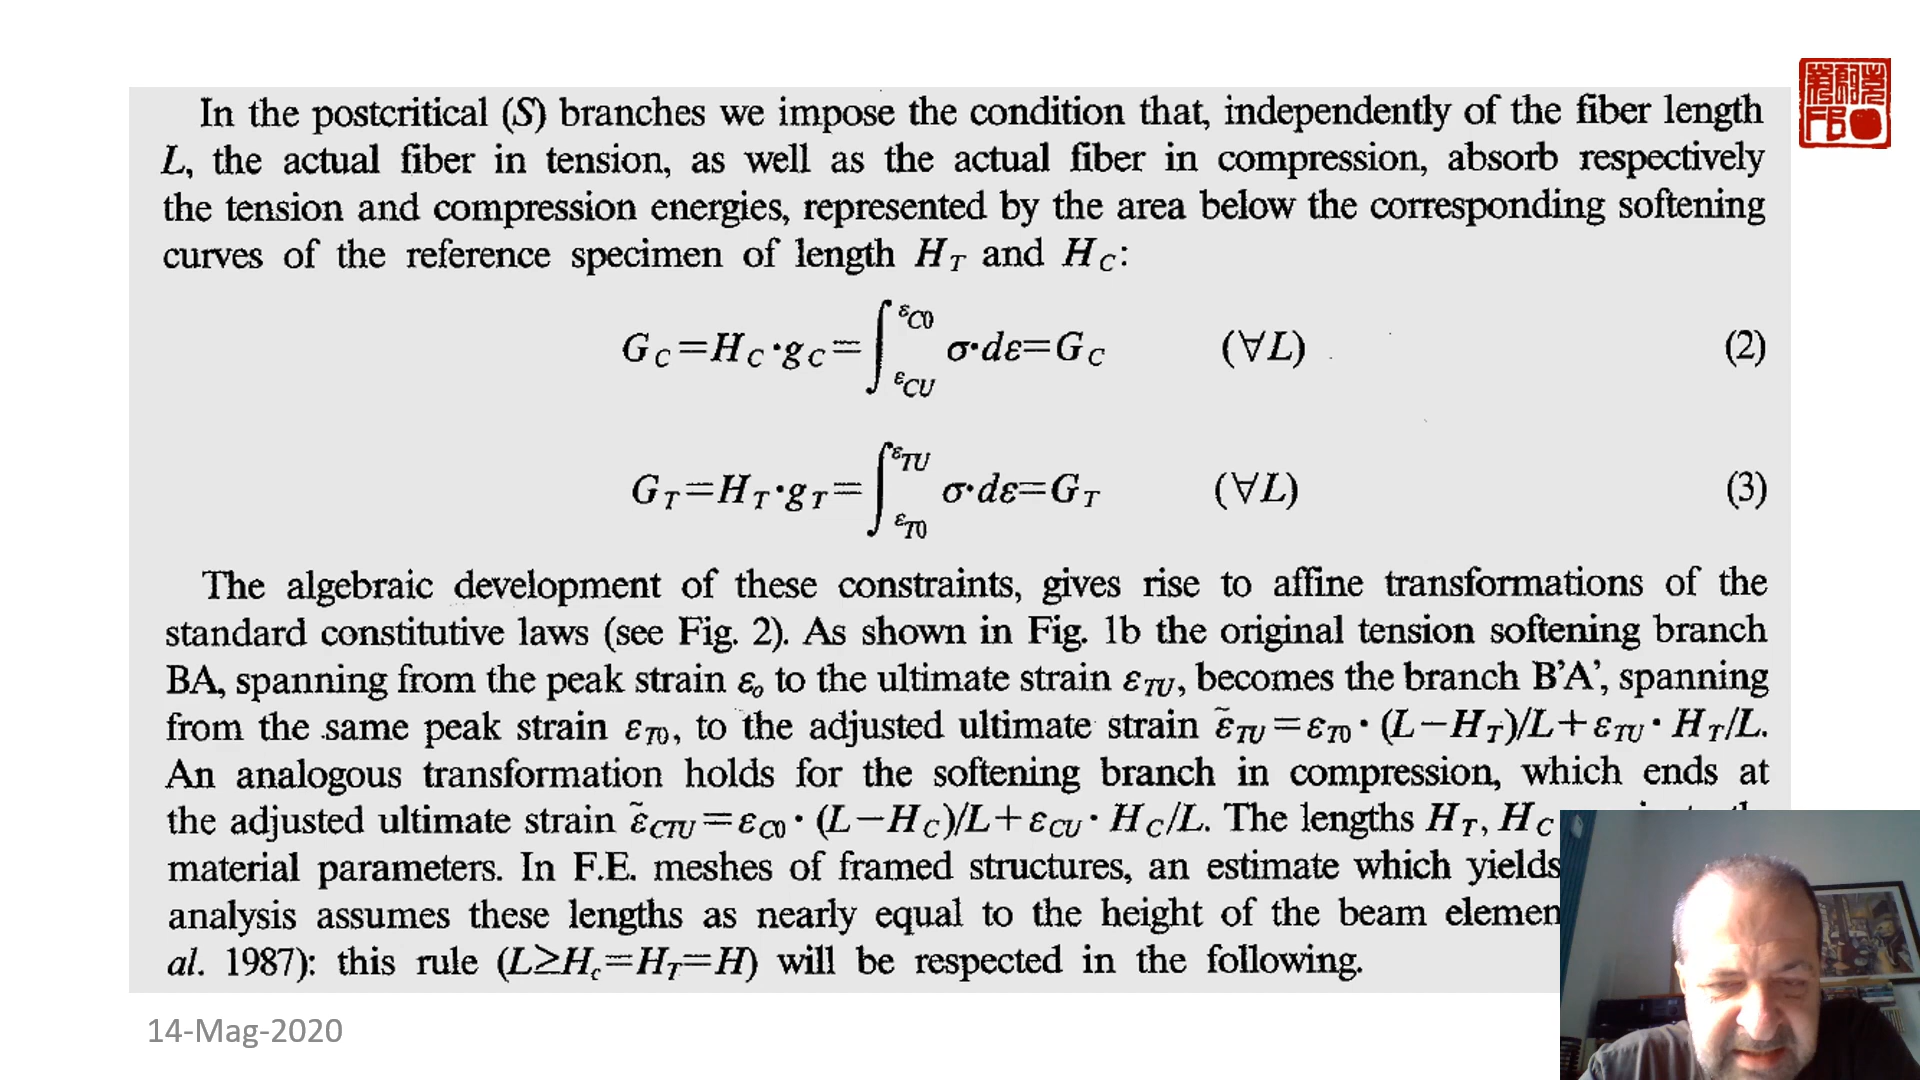 In the postcritical (S) branches we impose the condition that, independently of the fiber length
L, the actual fiber in tension, as well as the actual fiber in compression, absorb respectively
the tension and compression energies, represented by the area below the corresponding softening
curves of the reference specimen of length H_T and H_C:
G_C=H_C·g_C=∫_{ε_CU}^{ε_C0} σ·dε=G_C (∀L) (2)
G_T=H_T·g_T=∫_{ε_T0}^{ε_TU} σ·dε=G_T (∀L) (3)
The algebraic development of these constraints, gives rise to affine transformations of the
standard constitutive laws (see Fig. 2). As shown in Fig. 1b the original tension softening branch
BA, spanning from the peak strain ε_o to the ultimate strain ε_TU, becomes the branch B’A’, spanning
from the same peak strain ε_T0, to the adjusted ultimate strain ε̃_TU=ε_T0·(L−H_T)/L+ε_TU·H_T/L.
An analogous transformation holds for the softening branch in compression, which ends at
the adjusted ultimate strain ε̃_CTU=ε_C0·(L−H_C)/L+ε_CU·H_C/L. The lengths H_T, H_C
material parameters. In F.E. meshes of framed structures, an estimate which yields
analysis assumes these lengths as nearly equal to the height of the beam elemen
al. 1987): this rule (L≥H_c=H_T=H) will be respected in the following.
14-Mag-2020
FB